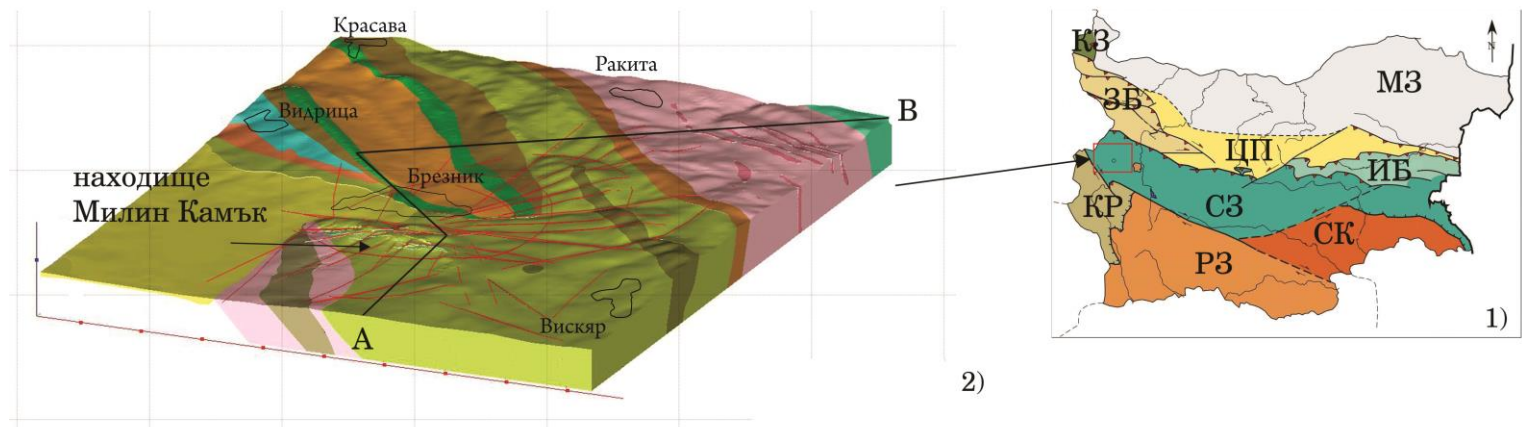 Красава
Ракита
B
Видрица
Брезник
находище
Милин Камък
A
Вискяр
2)
КЗ
N
МЗ
ЗБ
ЦП
ИБ
КР
СЗ
СК
РЗ
1)